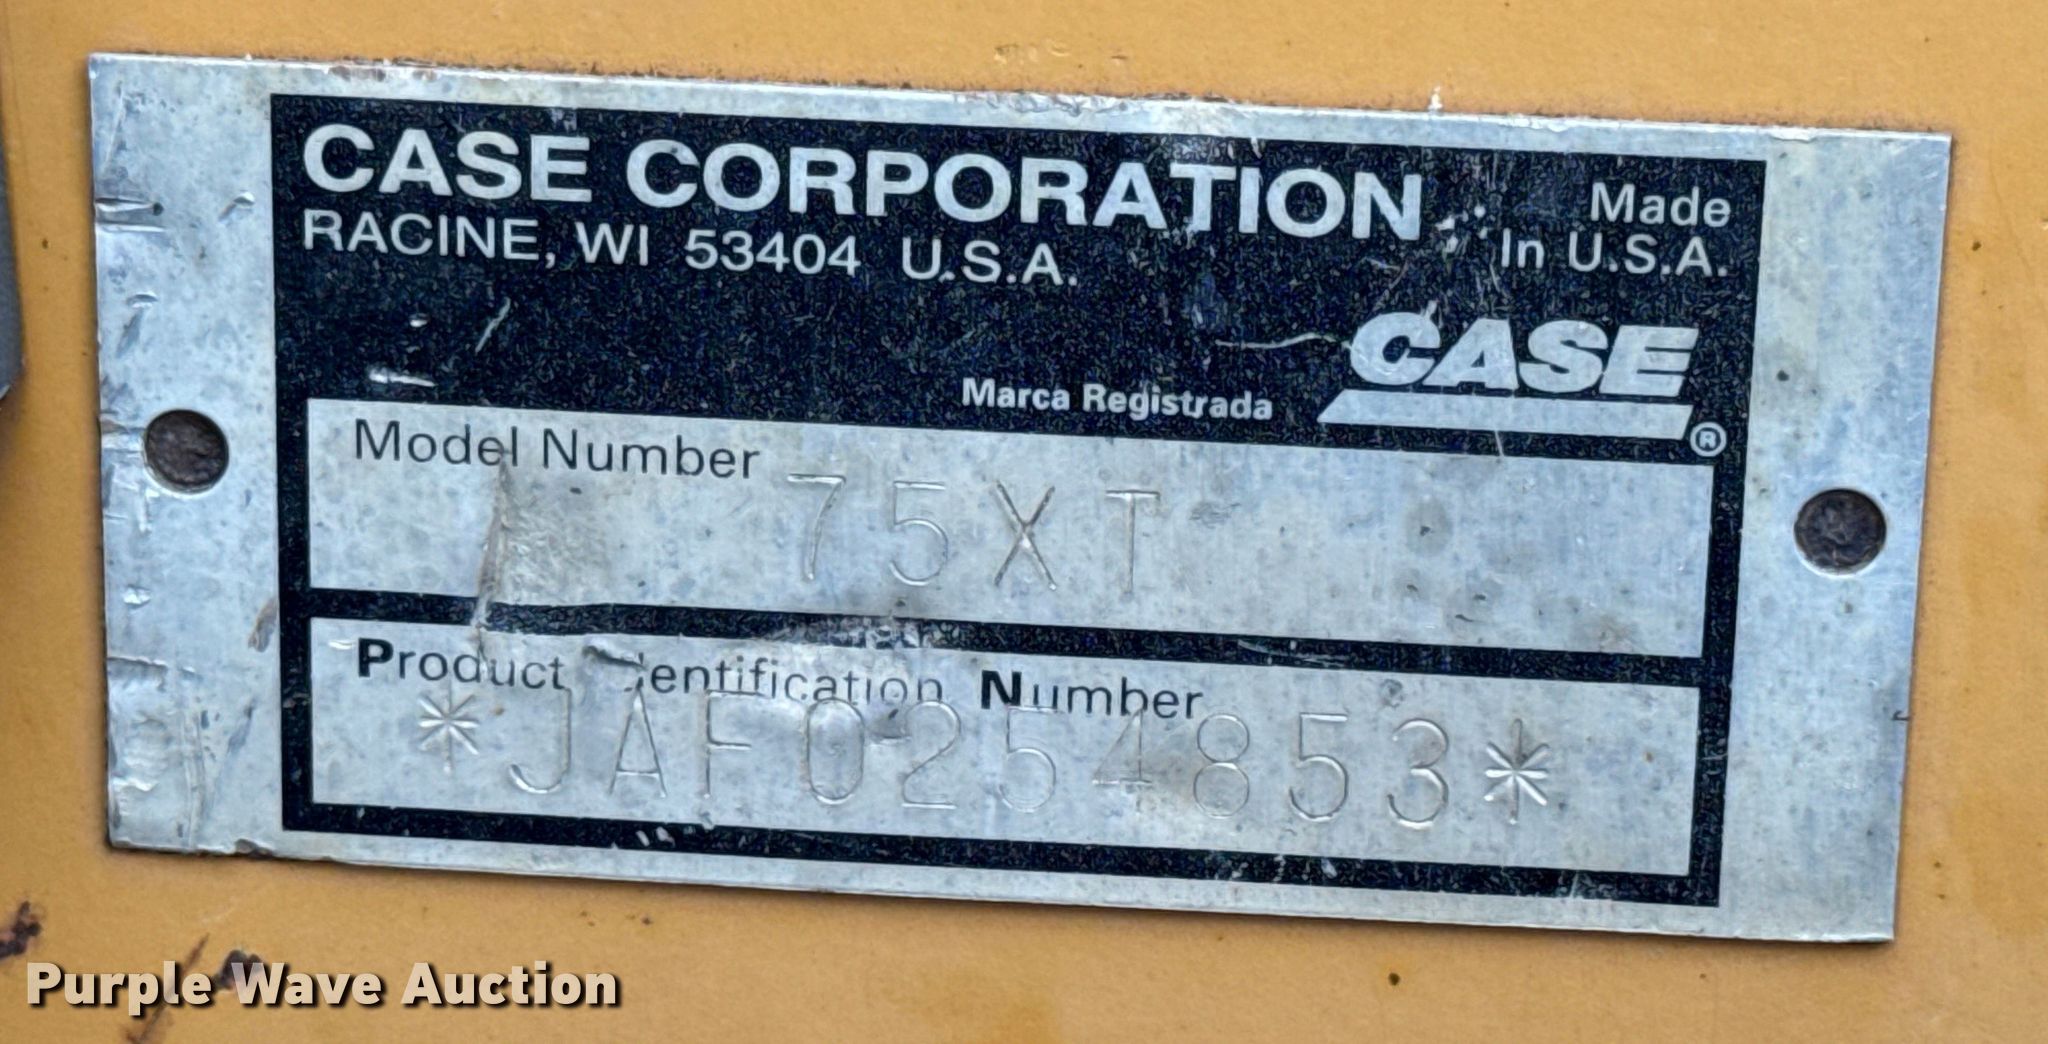 CASE CORPORATION
RACINE, WI 53404 U.S.A.
Made
In U.S.A.
CASE
Marca Registrada
®
Model Number
75XT
Product Identification Number
*JAF0254853*
Purple Wave Auction